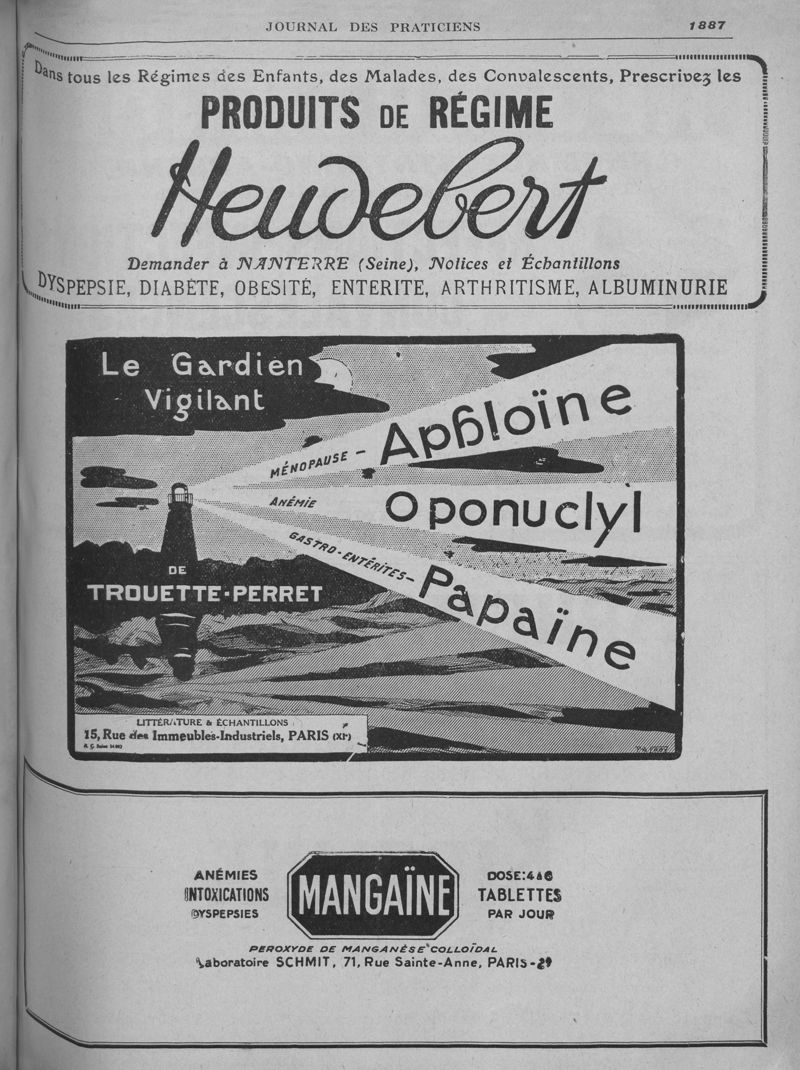 JOURNAL DES PRATICIENS 1887
Dans tous les Régimes des Enfants, des Malades, des Convalescents, Prescrivez les
PRODUITS DE RÉGIME
Heudebert
Demander à NANTERRE (Seine), Notices et Échantillons
DYSPEPSIE, DIABÈTE, OBESITÉ, ENTERITE, ARTHRITISME, ALBUMINURIE
Le Gardien
Vigilant
MÉNOPAUSE - Aphloïne
ANÉMIE Oponuclyl
GASTRO-ENTÉRITES - Papaïne
DE
TROUETTE-PERRET
LITTÉRATURE & ÉCHANTILLONS
15, Rue des Immeubles-Industriels, PARIS (XIe)
R. C. Seine
ANÉMIES
INTOXICATIONS
DYSPEPSIES
MANGAÏNE
DOSE: 4 à 6
TABLETTES
PAR JOUR
PEROXYDE DE MANGANÈSE COLLOÏDAL
Laboratoire SCHMIT, 71, Rue Sainte-Anne, PARIS-2e